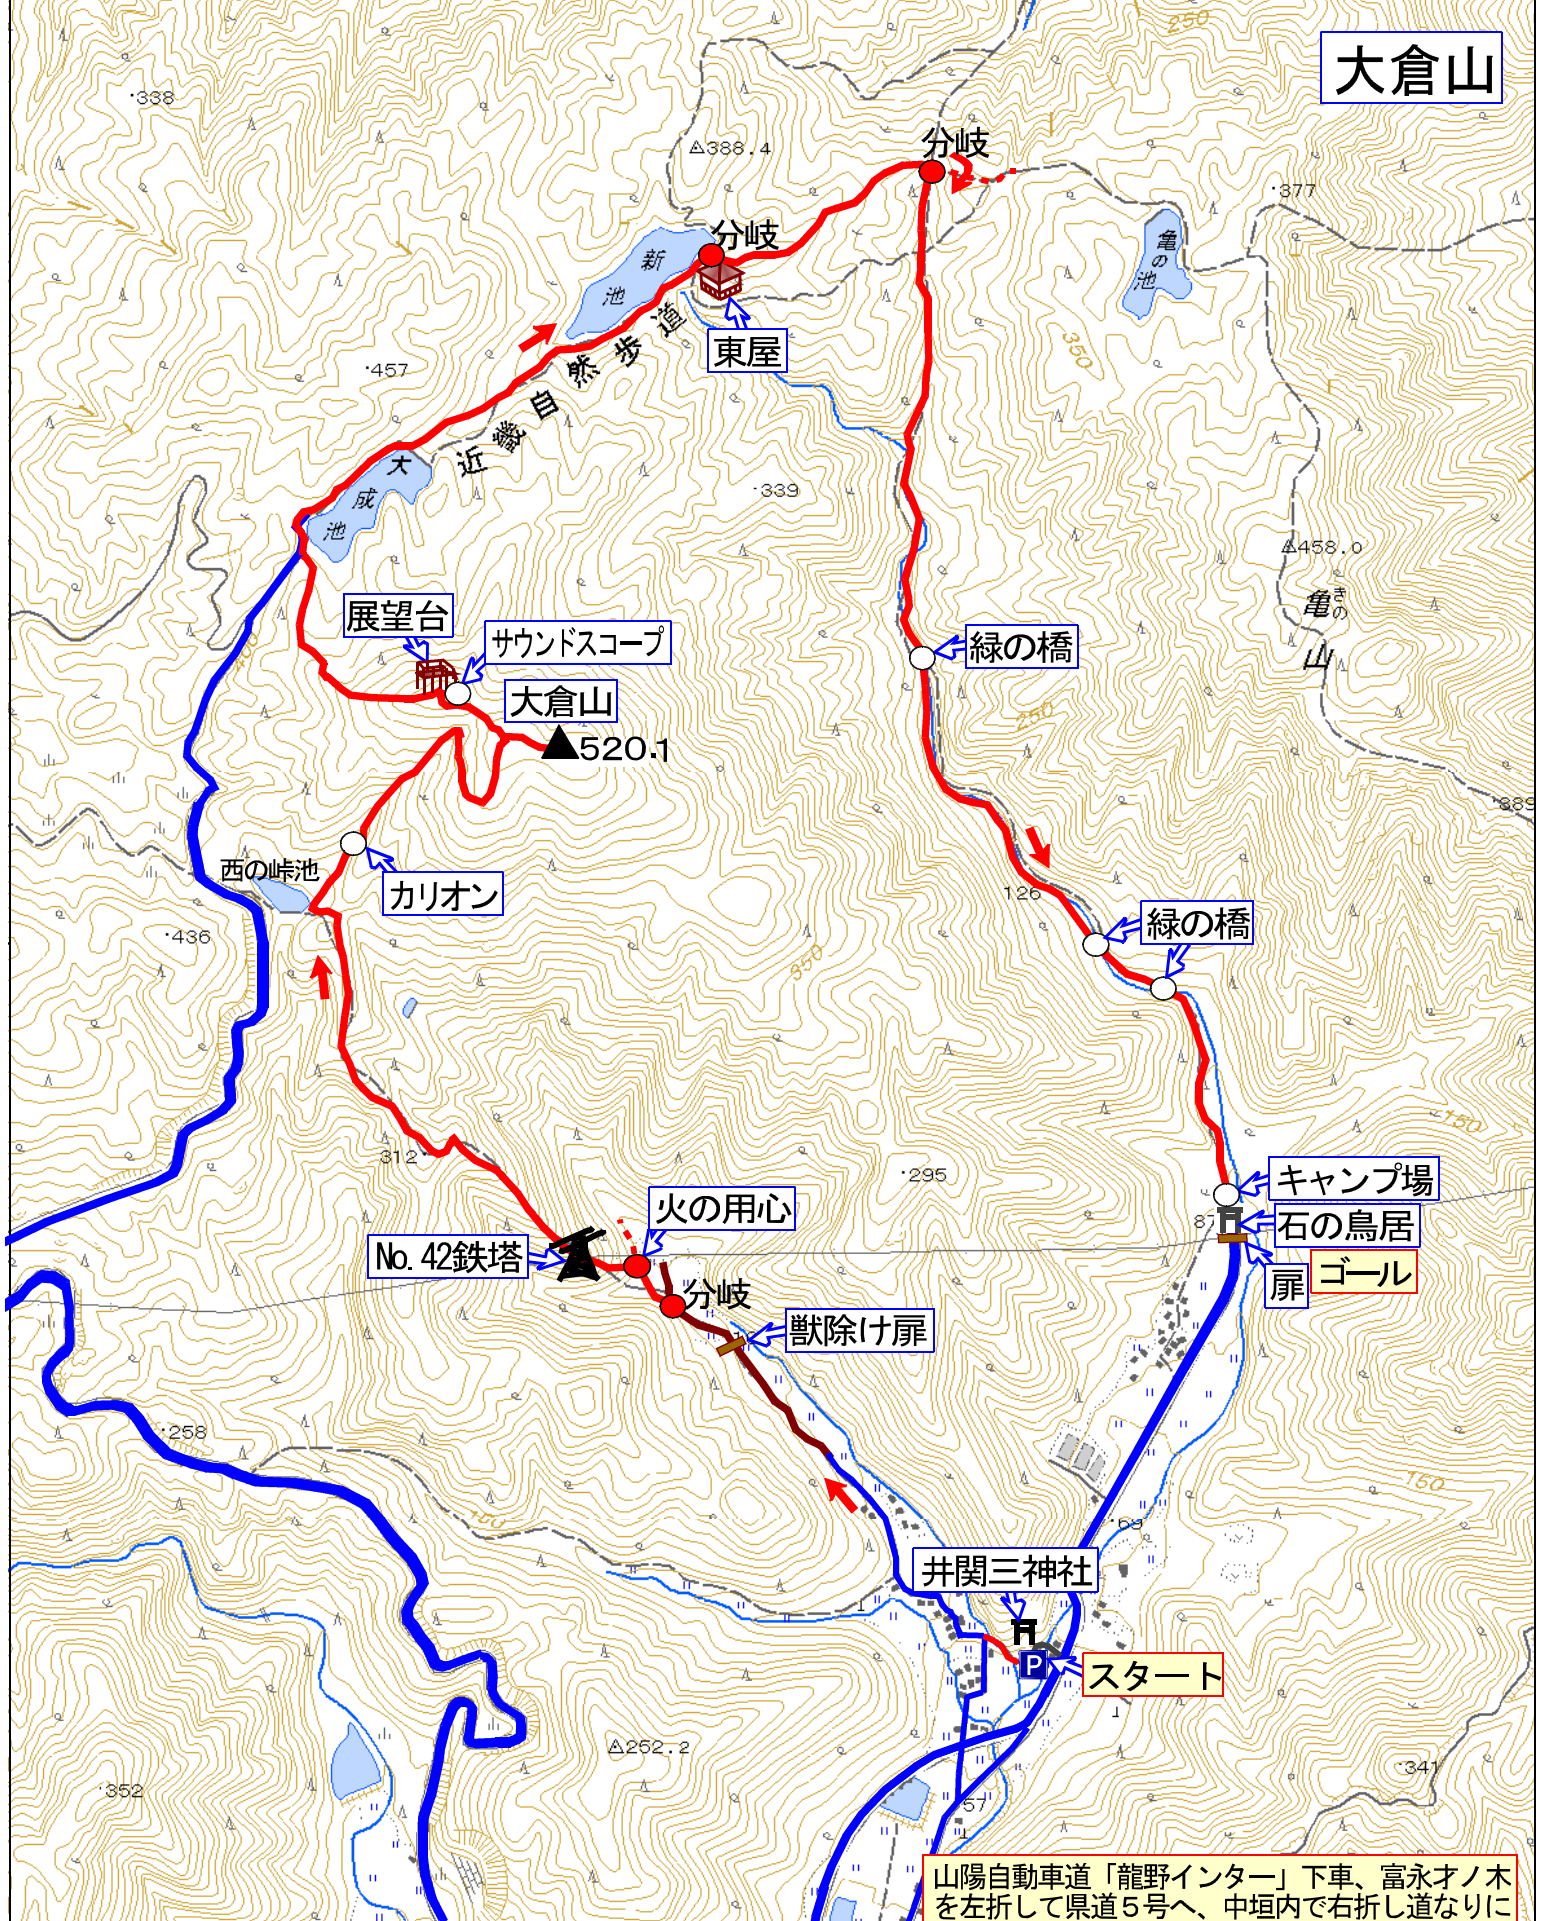 大倉山
250
・338
分岐
△388.4
・377
分岐
新池
亀の池
東屋
近畿自然歩道
350
・457
大成池
・339
△458.0
亀山
きの
展望台
サウンドスコープ
緑の橋
大倉山
520.1
250
389
西の峠池
カリオン
126
緑の橋
・436
350
150
312・
・295
キャンプ場
火の用心
87
石の鳥居
No.42鉄塔
扉
ゴール
分岐
獣除け扉
・258
150
150
・69
井関三神社
P
スタート
△252.2
・352
・341
57
山陽自動車道「龍野インター」下車、富永才ノ木
を左折して県道５号へ、中垣内で右折し道なりに